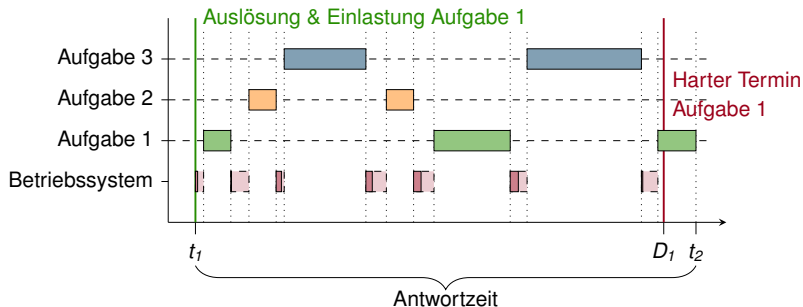 Auslösung & Einlastung Aufgabe 1
Aufgabe 3
Aufgabe 2
Harter Termin
Aufgabe 1
Aufgabe 1
Betriebssystem
t1 D1 t2
Antwortzeit